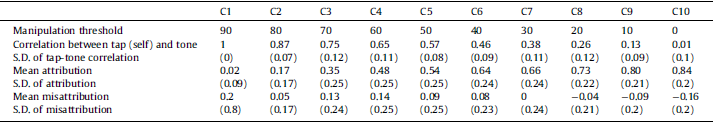 C1 C2 C3 C4 C5 C6 C7 C8 C9 C10
Manipulation threshold 90 80 70 60 50 40 30 20 10 0
Correlation between tap (self) and tone 1 0.87 0.75 0.65 0.57 0.46 0.38 0.26 0.13 0.01
S.D. of tap-tone correlation (0) (0.07) (0.12) (0.11) (0.08) (0.09) (0.11) (0.12) (0.09) (0.1)
Mean attribution 0.02 0.17 0.35 0.48 0.54 0.64 0.66 0.73 0.80 0.84
S.D. of attribution (0.09) (0.17) (0.25) (0.25) (0.25) (0.24) (0.24) (0.22) (0.21) (0.2)
Mean misattribution 0.2 0.05 0.13 0.14 0.09 0.08 0 −0.04 −0.09 −0.16
S.D. of misattribution (0.8) (0.17) (0.24) (0.25) (0.25) (0.23) (0.24) (0.21) (0.2) (0.2)